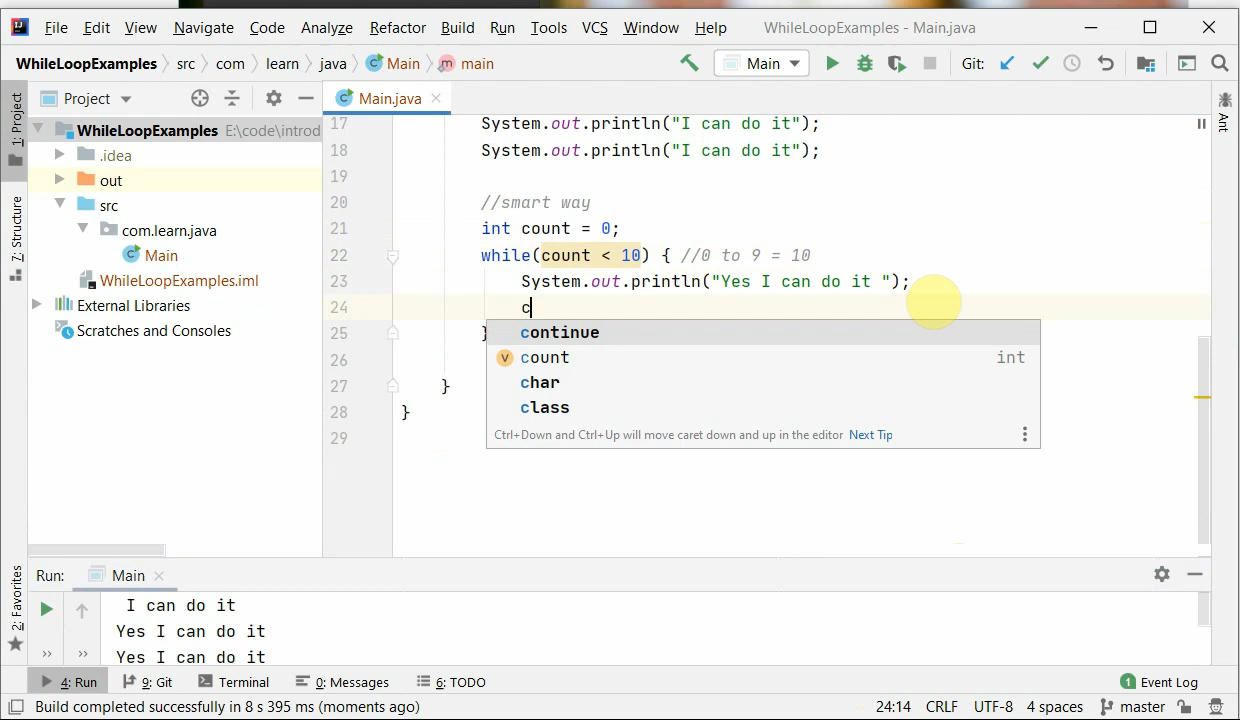 File Edit View Navigate Code Analyze Refactor Build Run Tools VCS Window Help WhileLoopExamples - Main.java
WhileLoopExamples src com learn java Main main Main Git:
1: Project
Project
WhileLoopExamples E:\code\introd
.idea
out
src
com.learn.java
Main
WhileLoopExamples.iml
External Libraries
Scratches and Consoles
7: Structure
2: Favorites
Main.java
17 System.out.println("I can do it");
18 System.out.println("I can do it");
19
20 //smart way
21 int count = 0;
22 while(count < 10) { //0 to 9 = 10
23 System.out.println("Yes I can do it ");
24 c
25 }
26
27 }
28 }
29
continue
v count int
char
class
Ctrl+Down and Ctrl+Up will move caret down and up in the editor Next Tip
Ant
Run: Main
I can do it
Yes I can do it
Yes I can do it
4: Run 9: Git Terminal 0: Messages 6: TODO 1 Event Log
Build completed successfully in 8 s 395 ms (moments ago) 24:14 CRLF UTF-8 4 spaces master